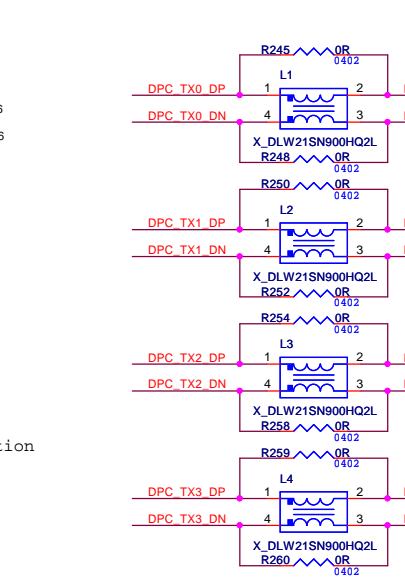 R245 0R
0402
L1
DPC_TX0_DP 1 2
DPC_TX0_DN 4 3
X_DLW21SN900HQ2L
R248 0R
0402
R250 0R
0402
L2
DPC_TX1_DP 1 2
DPC_TX1_DN 4 3
X_DLW21SN900HQ2L
R252 0R
0402
R254 0R
0402
L3
DPC_TX2_DP 1 2
DPC_TX2_DN 4 3
X_DLW21SN900HQ2L
R258 0R
0402
tion
R259 0R
0402
L4
DPC_TX3_DP 1 2
DPC_TX3_DN 4 3
X_DLW21SN900HQ2L
R260 0R
0402